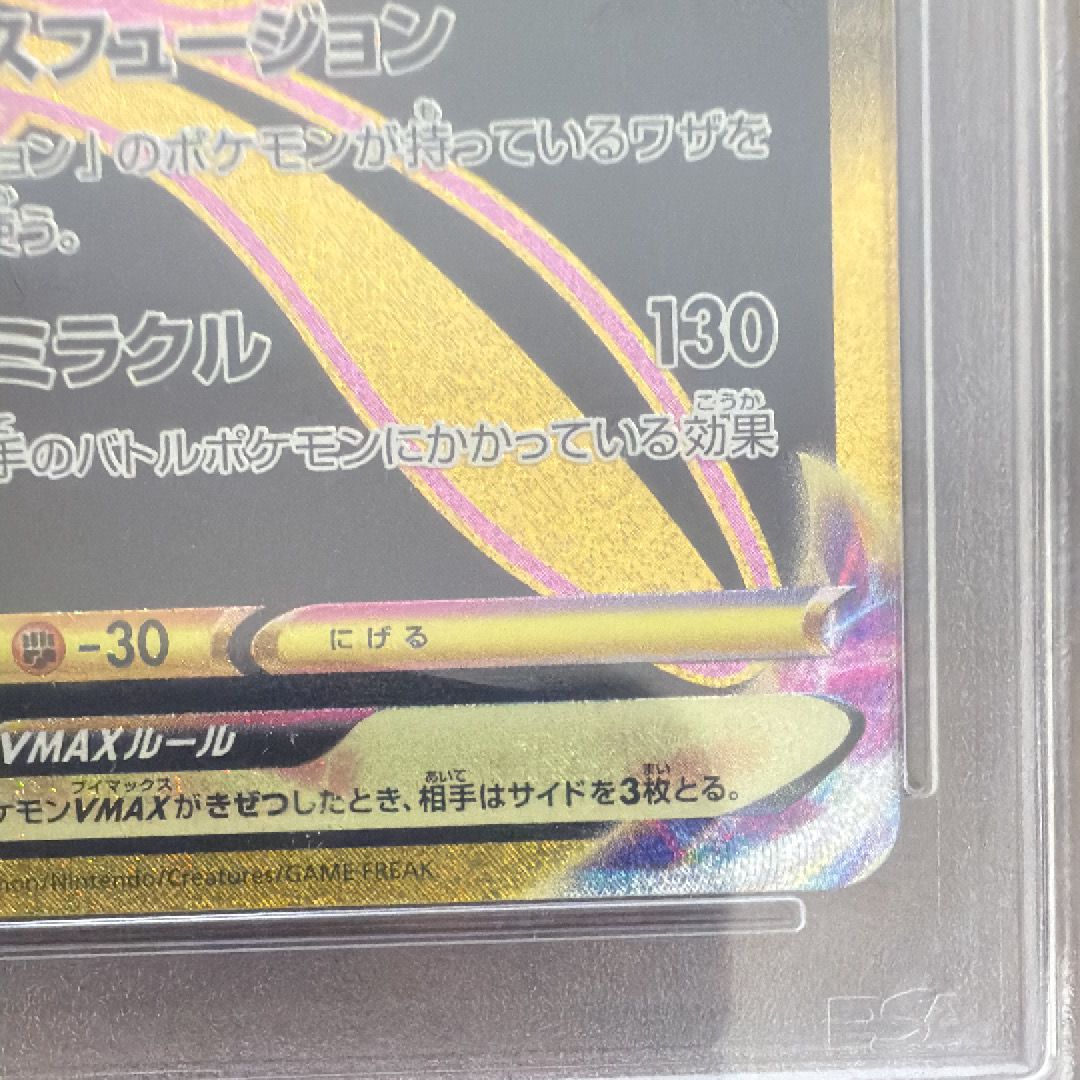 スフュージョン
ョン」のポケモンが持っているワザを
使う。
ミラクル 130
手のバトルポケモンにかかっている効果
-30 にげる
VMAXルール
ケモンVMAXがきぜつしたとき、相手はサイドを3枚とる。
mon/Nintendo/Creatures/GAME FREAK.